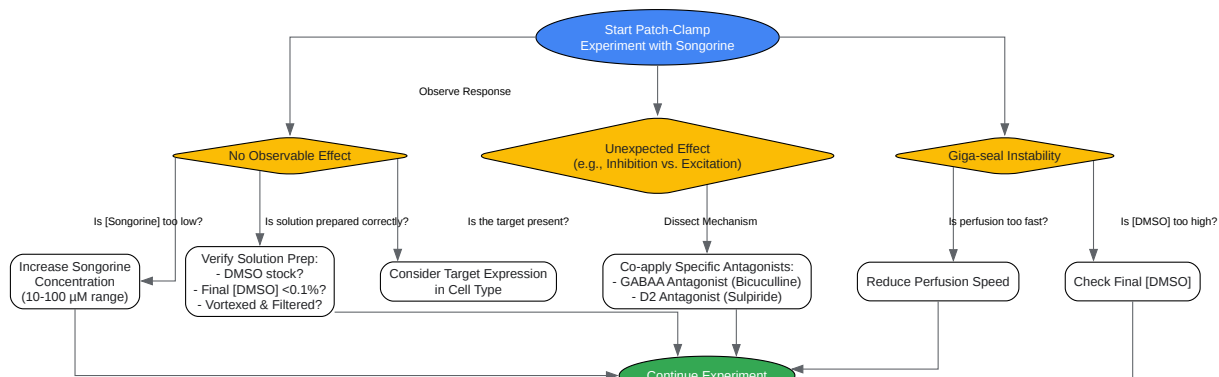 Start Patch-Clamp
Experiment with Songorine
Observe Response
No Observable Effect
Unexpected Effect
(e.g., Inhibition vs. Excitation)
Giga-seal Instability
Is [Songorine] too low?
Is solution prepared correctly?
Is the target present?
Dissect Mechanism
Is perfusion too fast?
Is [DMSO] too high?
Increase Songorine
Concentration
(10-100 µM range)
Verify Solution Prep:
- DMSO stock?
- Final [DMSO] <0.1%?
- Vortexed & Filtered?
Consider Target Expression
in Cell Type
Co-apply Specific Antagonists:
- GABAA Antagonist (Bicuculline)
- D2 Antagonist (Sulpiride)
Reduce Perfusion Speed
Check Final [DMSO]
Continue Experiment